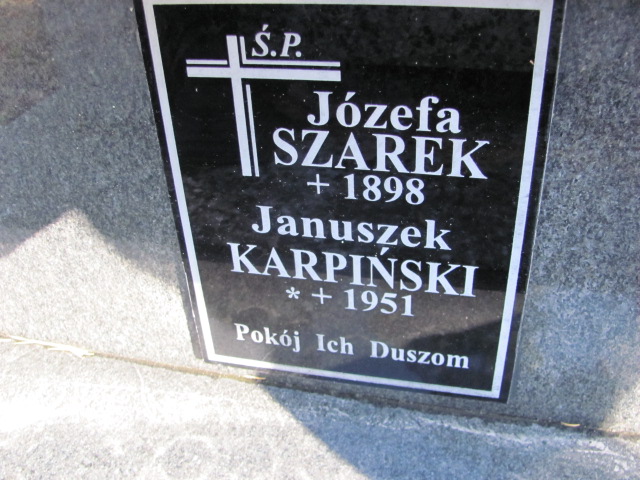 Ś.P.
Józefa
SZAREK
+ 1898
Januszek
KARPIŃSKI
* + 1951
Pokój Ich Duszom